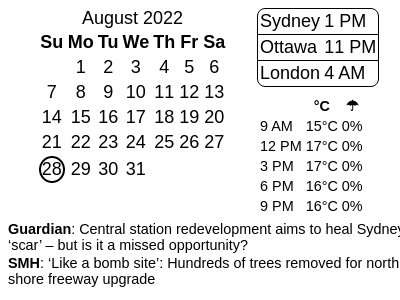 August 2022
Su Mo Tu We Th Fr Sa
1 2 3 4 5 6
7 8 9 10 11 12 13
14 15 16 17 18 19 20
21 22 23 24 25 26 27
28 29 30 31
Sydney 1 PM
Ottawa 11 PM
London 4 AM
°C ☂
9 AM 15°C 0%
12 PM 17°C 0%
3 PM 17°C 0%
6 PM 16°C 0%
9 PM 16°C 0%
Guardian: Central station redevelopment aims to heal Sydney
‘scar’ – but is it a missed opportunity?
SMH: ‘Like a bomb site’: Hundreds of trees removed for north
shore freeway upgrade